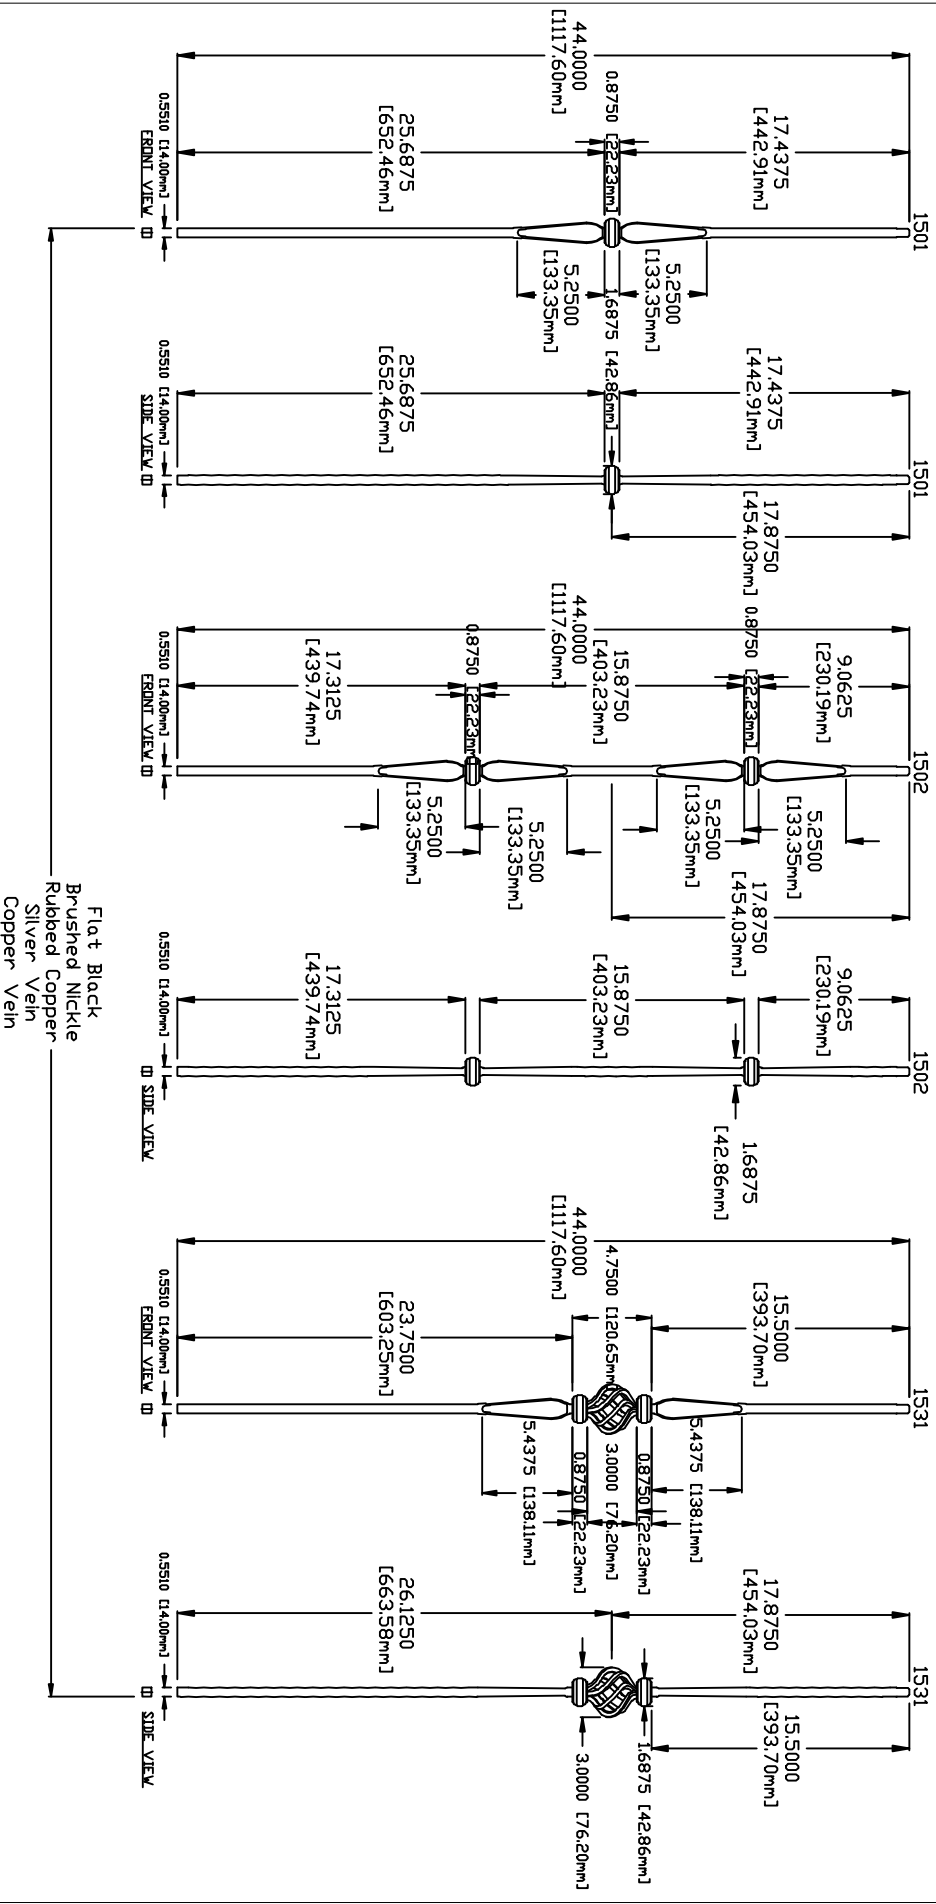 1501
44.0000
[1117.60mm]
17.4375
[442.91mm]
0.8750 [22.23mm]
25.6875
[652.46mm]
5.2500
[133.35mm]
5.2500
[133.35mm]
0.5510 [14.00mm]
FRONT VIEW
1501
17.4375
[442.91mm]
1.6875 [42.86mm]
25.6875
[652.46mm]
17.8750
[454.03mm]
0.5510 [14.00mm]
SIDE VIEW
1502
44.0000
[1117.60mm]
9.0625
[230.19mm]
0.8750 [22.23mm]
15.8750
[403.23mm]
0.8750 [22.23mm]
17.3125
[439.74mm]
5.2500
[133.35mm]
5.2500
[133.35mm]
5.2500
[133.35mm]
5.2500
[133.35mm]
17.8750
[454.03mm]
0.5510 [14.00mm]
FRONT VIEW
1502
9.0625
[230.19mm]
15.8750
[403.23mm]
17.3125
[439.74mm]
1.6875
[42.86mm]
0.5510 [14.00mm]
SIDE VIEW
1531
44.0000
[1117.60mm]
15.5000
[393.70mm]
4.7500 [120.65mm]
23.7500
[603.25mm]
5.4375 [138.11mm]
0.8750 [22.23mm]
3.0000 [76.20mm]
0.8750 [22.23mm]
5.4375 [138.11mm]
0.5510 [14.00mm]
FRONT VIEW
1531
17.8750
[454.03mm]
26.1250
[663.58mm]
15.5000
[393.70mm]
1.6875 [42.86mm]
3.0000 [76.20mm]
0.5510 [14.00mm]
SIDE VIEW
Flat Black
Brushed Nickle
Rubbed Copper
Silver Vein
Copper Vein